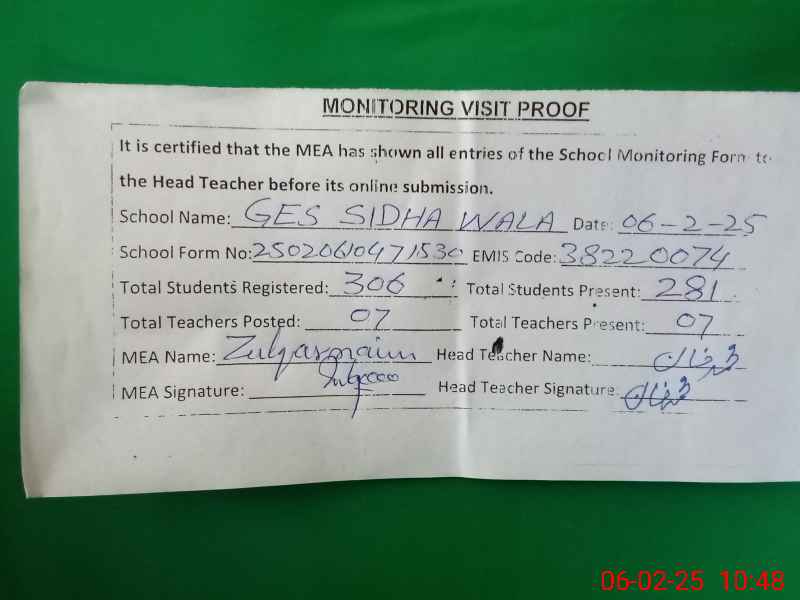 MONITORING VISIT PROOF
It is certified that the MEA has shown all entries of the School Monitoring Form to
the Head Teacher before its online submission.
School Name: GES SIDHA WALA Date: 06-2-25
School Form No: 25020610471530 EMIS Code: 38220074
Total Students Registered: 306 Total Students Present: 281
Total Teachers Posted: 07 Total Teachers Present: 07
MEA Name: Zulqarnain Head Teacher Name:
MEA Signature: Head Teacher Signature:
06-02-25 10:48